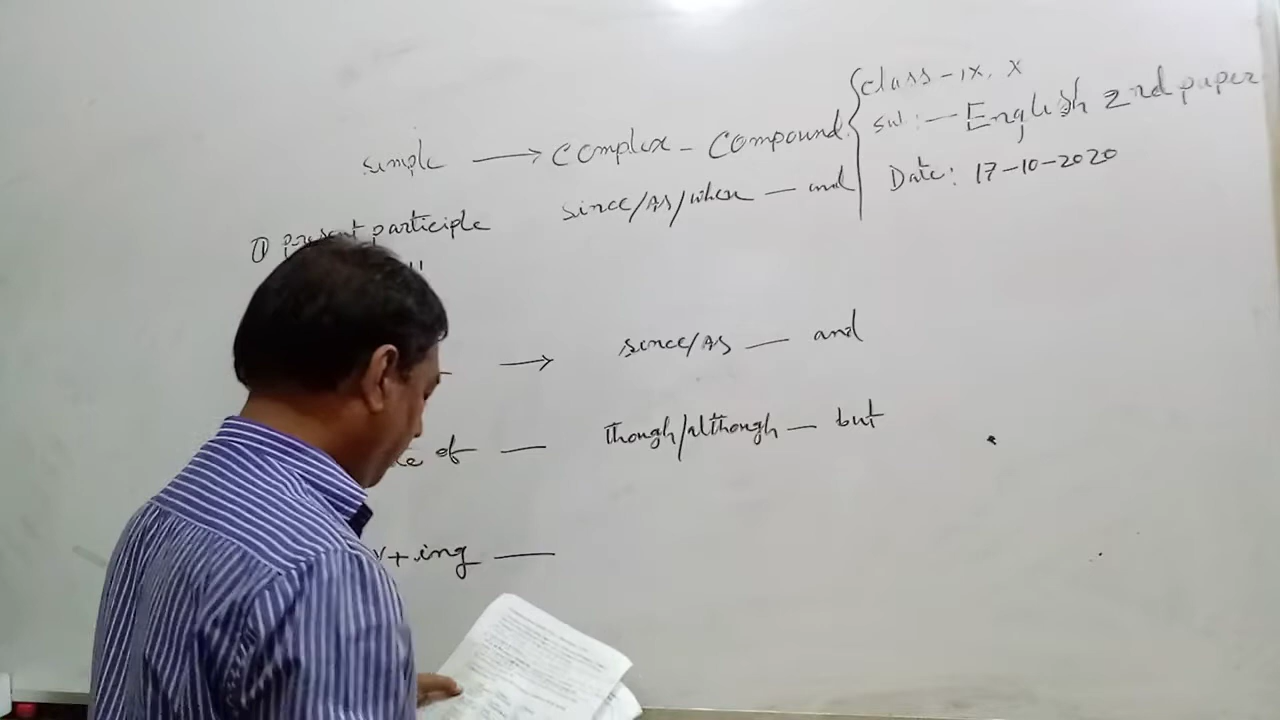 class - IX, X
simple → complex - compound
sub :- English 2nd paper
Date: 17-10-2020
since/As/when — and
① present participle
"
→ since/As — and
of — though/although — but
v+ing —